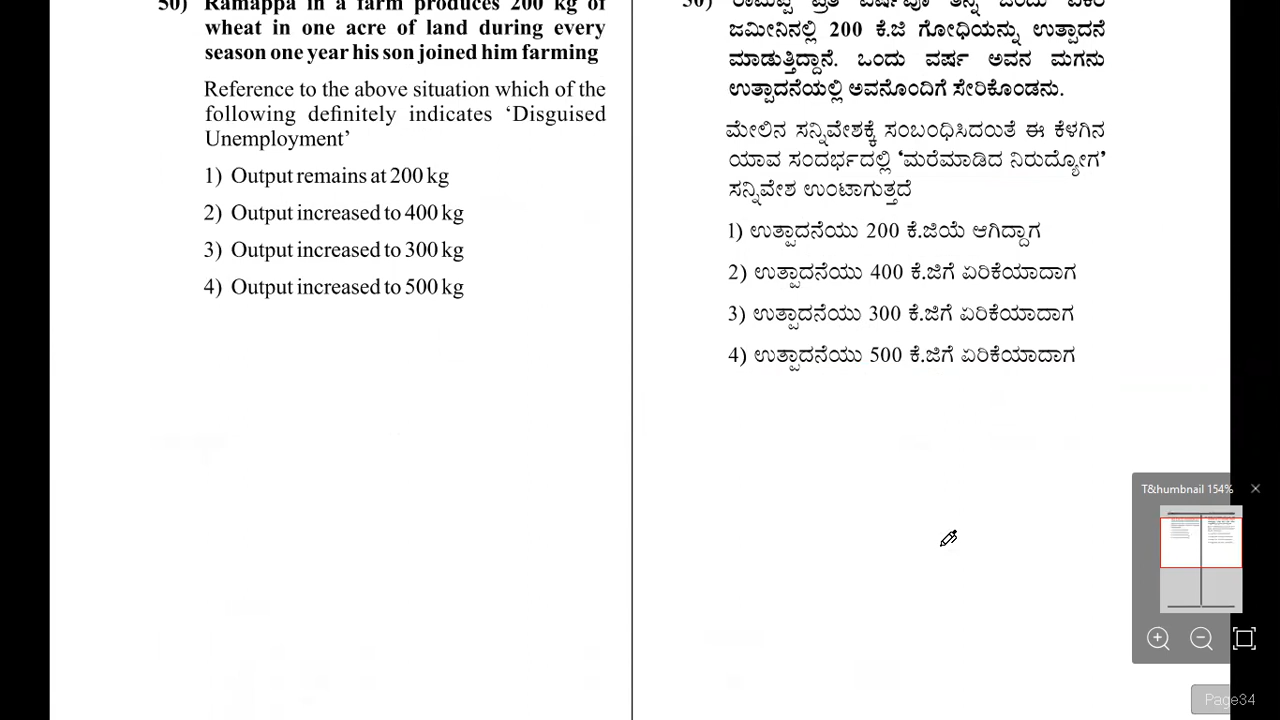 50) Ramappa in a farm produces 200 kg of
wheat in one acre of land during every
season one year his son joined him farming
Reference to the above situation which of the
following definitely indicates ‘Disguised
Unemployment’
1) Output remains at 200 kg
2) Output increased to 400 kg
3) Output increased to 300 kg
4) Output increased to 500 kg
ಜಮೀನಿನಲ್ಲಿ 200 ಕೆ.ಜಿ ಗೋಧಿಯನ್ನು ಉತ್ಪಾದನೆ
ಮಾಡುತ್ತಿದ್ದಾನೆ. ಒಂದು ವರ್ಷ ಅವನ ಮಗನು
ಉತ್ಪಾದನೆಯಲ್ಲಿ ಅವನೊಂದಿಗೆ ಸೇರಿಕೊಂಡನು.
ಮೇಲಿನ ಸನ್ನಿವೇಶಕ್ಕೆ ಸಂಬಂಧಿಸಿದಯಿತೆ ಈ ಕೆಳಗಿನ
ಯಾವ ಸಂದರ್ಭದಲ್ಲಿ ‘ಮರೆಮಾಡಿದ ನಿರುದ್ಯೋಗ’
ಸನ್ನಿವೇಶ ಉಂಟಾಗುತ್ತದೆ
1) ಉತ್ಪಾದನೆಯು 200 ಕೆ.ಜಿಯೆ ಆಗಿದ್ದಾಗ
2) ಉತ್ಪಾದನೆಯು 400 ಕೆ.ಜಿಗೆ ಏರಿಕೆಯಾದಾಗ
3) ಉತ್ಪಾದನೆಯು 300 ಕೆ.ಜಿಗೆ ಏರಿಕೆಯಾದಾಗ
4) ಉತ್ಪಾದನೆಯು 500 ಕೆ.ಜಿಗೆ ಏರಿಕೆಯಾದಾಗ
T&humbnail 154%
Page34